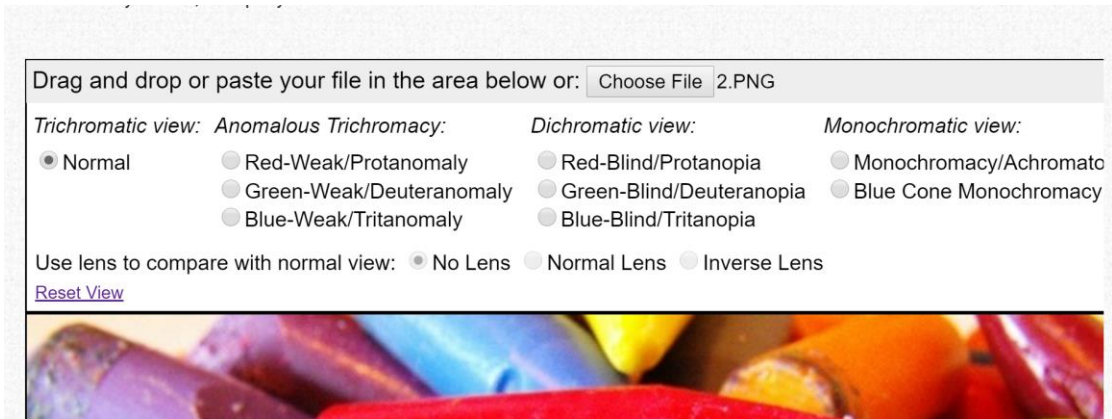 Drag and drop or paste your file in the area below or: Choose File 2.PNG
Trichromatic view: Anomalous Trichromacy: Dichromatic view: Monochromatic view:
Normal Red-Weak/Protanomaly Red-Blind/Protanopia Monochromacy/Achromato
Green-Weak/Deuteranomaly Green-Blind/Deuteranopia Blue Cone Monochromacy
Blue-Weak/Tritanomaly Blue-Blind/Tritanopia
Use lens to compare with normal view: No Lens Normal Lens Inverse Lens
Reset View